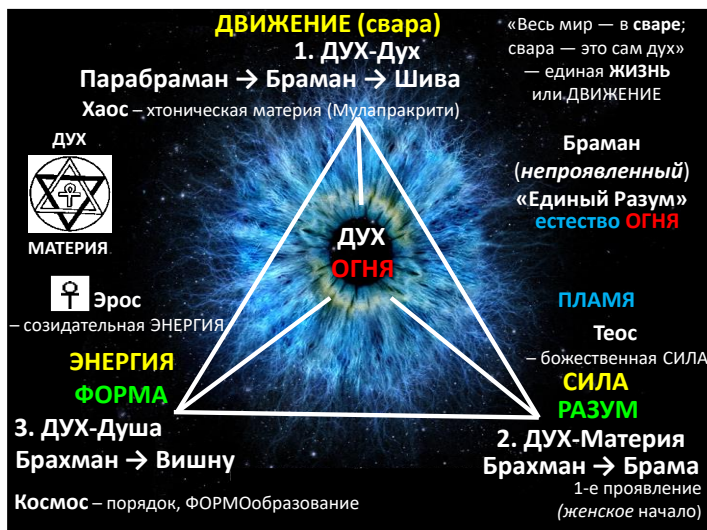 ДВИЖЕНИЕ (свара)
1. ДУХ-Дух
Парабраман → Браман → Шива
Хаос – хтоническая материя (Мулапракрити)
«Весь мир — в сваре;
свара — это сам дух»
— единая ЖИЗНЬ
или ДВИЖЕНИЕ
ДУХ
МАТЕРИЯ
Браман
(непроявленный)
«Единый Разум»
естество ОГНЯ
ДУХ
ОГНЯ
Эрос
– созидательная ЭНЕРГИЯ
ПЛАМЯ
Теос
– божественная СИЛА
ЭНЕРГИЯ
ФОРМА
СИЛА
РАЗУМ
3. ДУХ-Душа
Брахман → Вишну
2. ДУХ-Материя
Брахман → Брама
1-е проявление
(женское начало)
Космос – порядок, ФОРМОобразование